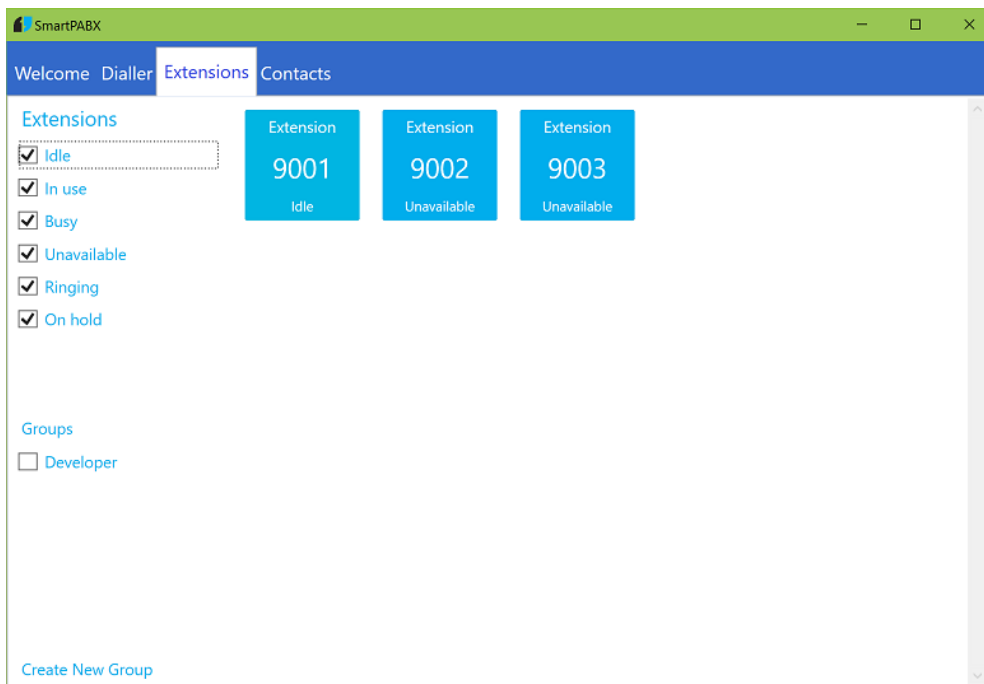 SmartPABX
Welcome Dialler Extensions Contacts
Extensions
Idle
In use
Busy
Unavailable
Ringing
On hold
Extension
9001
Idle
Extension
9002
Unavailable
Extension
9003
Unavailable
Groups
Developer
Create New Group